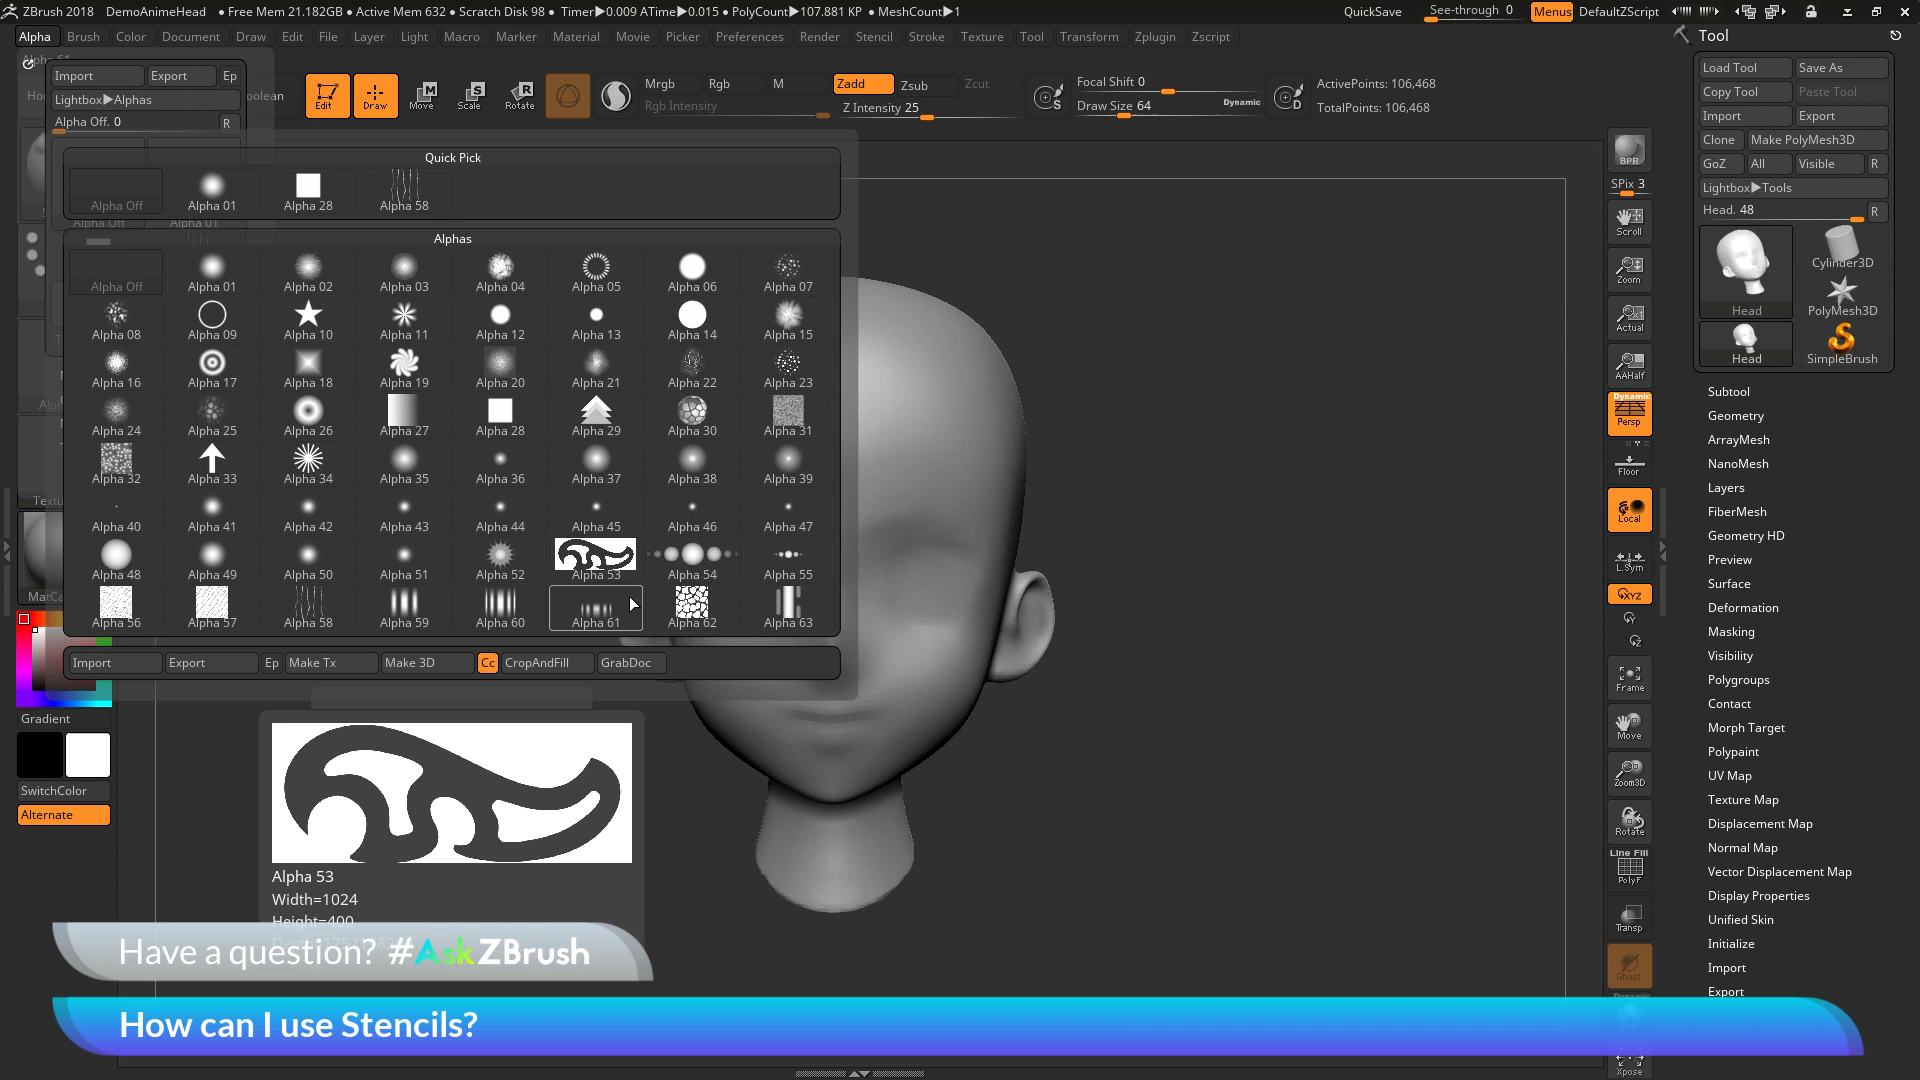 ZBrush 2018 DemoAnimeHead • Free Mem 21.182GB • Active Mem 632 • Scratch Disk 98 • Timer▶0.009 ATime▶0.015 • PolyCount▶107.881 KP • MeshCount▶1 QuickSave See-through 0 Menus DefaultZScript
Alpha Brush Color Document Draw Edit File Layer Light Macro Marker Material Movie Picker Preferences Render Stencil Stroke Texture Tool Transform Zplugin Zscript
Tool
Import Export Ep
Lightbox▶Alphas
Alpha Off. 0 R
oolean
Edit Draw Move Scale Rotate
Mrgb Rgb M
Rgb Intensity
Zadd Zsub Zcut
Z Intensity 25
Focal Shift 0
Draw Size 64 Dynamic
ActivePoints: 106,468
TotalPoints: 106,468
Quick Pick
Alpha Off Alpha 01 Alpha 28 Alpha 58
Alpha Off Alpha 01
Alphas
Alpha Off Alpha 01 Alpha 02 Alpha 03 Alpha 04 Alpha 05 Alpha 06 Alpha 07
Alpha 08 Alpha 09 Alpha 10 Alpha 11 Alpha 12 Alpha 13 Alpha 14 Alpha 15
Alpha 16 Alpha 17 Alpha 18 Alpha 19 Alpha 20 Alpha 21 Alpha 22 Alpha 23
Alpha 24 Alpha 25 Alpha 26 Alpha 27 Alpha 28 Alpha 29 Alpha 30 Alpha 31
Alpha 32 Alpha 33 Alpha 34 Alpha 35 Alpha 36 Alpha 37 Alpha 38 Alpha 39
Alpha 40 Alpha 41 Alpha 42 Alpha 43 Alpha 44 Alpha 45 Alpha 46 Alpha 47
Alpha 48 Alpha 49 Alpha 50 Alpha 51 Alpha 52 Alpha 53 Alpha 54 Alpha 55
Alpha 56 Alpha 57 Alpha 58 Alpha 59 Alpha 60 Alpha 61 Alpha 62 Alpha 63
Import Export Ep Make Tx Make 3D Cc CropAndFill GrabDoc
Gradient
SwitchColor
Alternate
Alpha 53
Width=1024
Height=400
Have a question? #AskZBrush
How can I use Stencils?
BPR
SPix 3
Scroll
Zoom
Actual
AAHalf
Dynamic
Persp
Floor
Local
L.Sym
XYZ
Y
Z
Frame
Move
Zoom3D
Rotate
Line Fill
PolyF
Transp
Ghost
Dynamic
Xpose
Load Tool Save As
Copy Tool Paste Tool
Import Export
Clone Make PolyMesh3D
GoZ All Visible R
Lightbox▶Tools
Head. 48 R
Head Cylinder3D
PolyMesh3D
Head SimpleBrush
Subtool
Geometry
ArrayMesh
NanoMesh
Layers
FiberMesh
Geometry HD
Preview
Surface
Deformation
Masking
Visibility
Polygroups
Contact
Morph Target
Polypaint
UV Map
Texture Map
Displacement Map
Normal Map
Vector Displacement Map
Display Properties
Unified Skin
Initialize
Import
Export